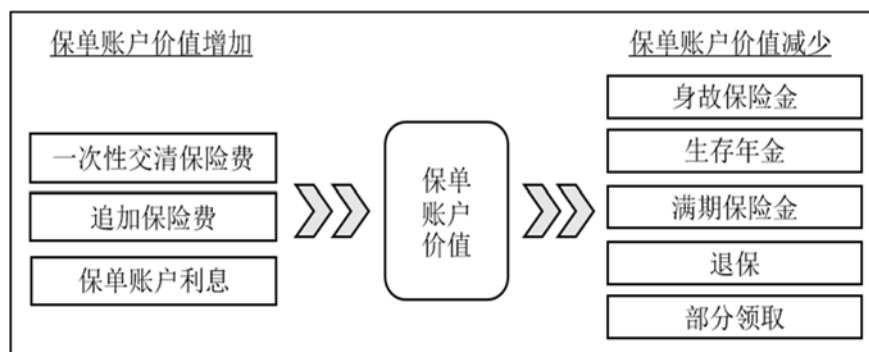 保单账户价值增加
一次性交清保险费
追加保险费
保单账户利息
保单
账户
价值
保单账户价值减少
身故保险金
生存年金
满期保险金
退保
部分领取